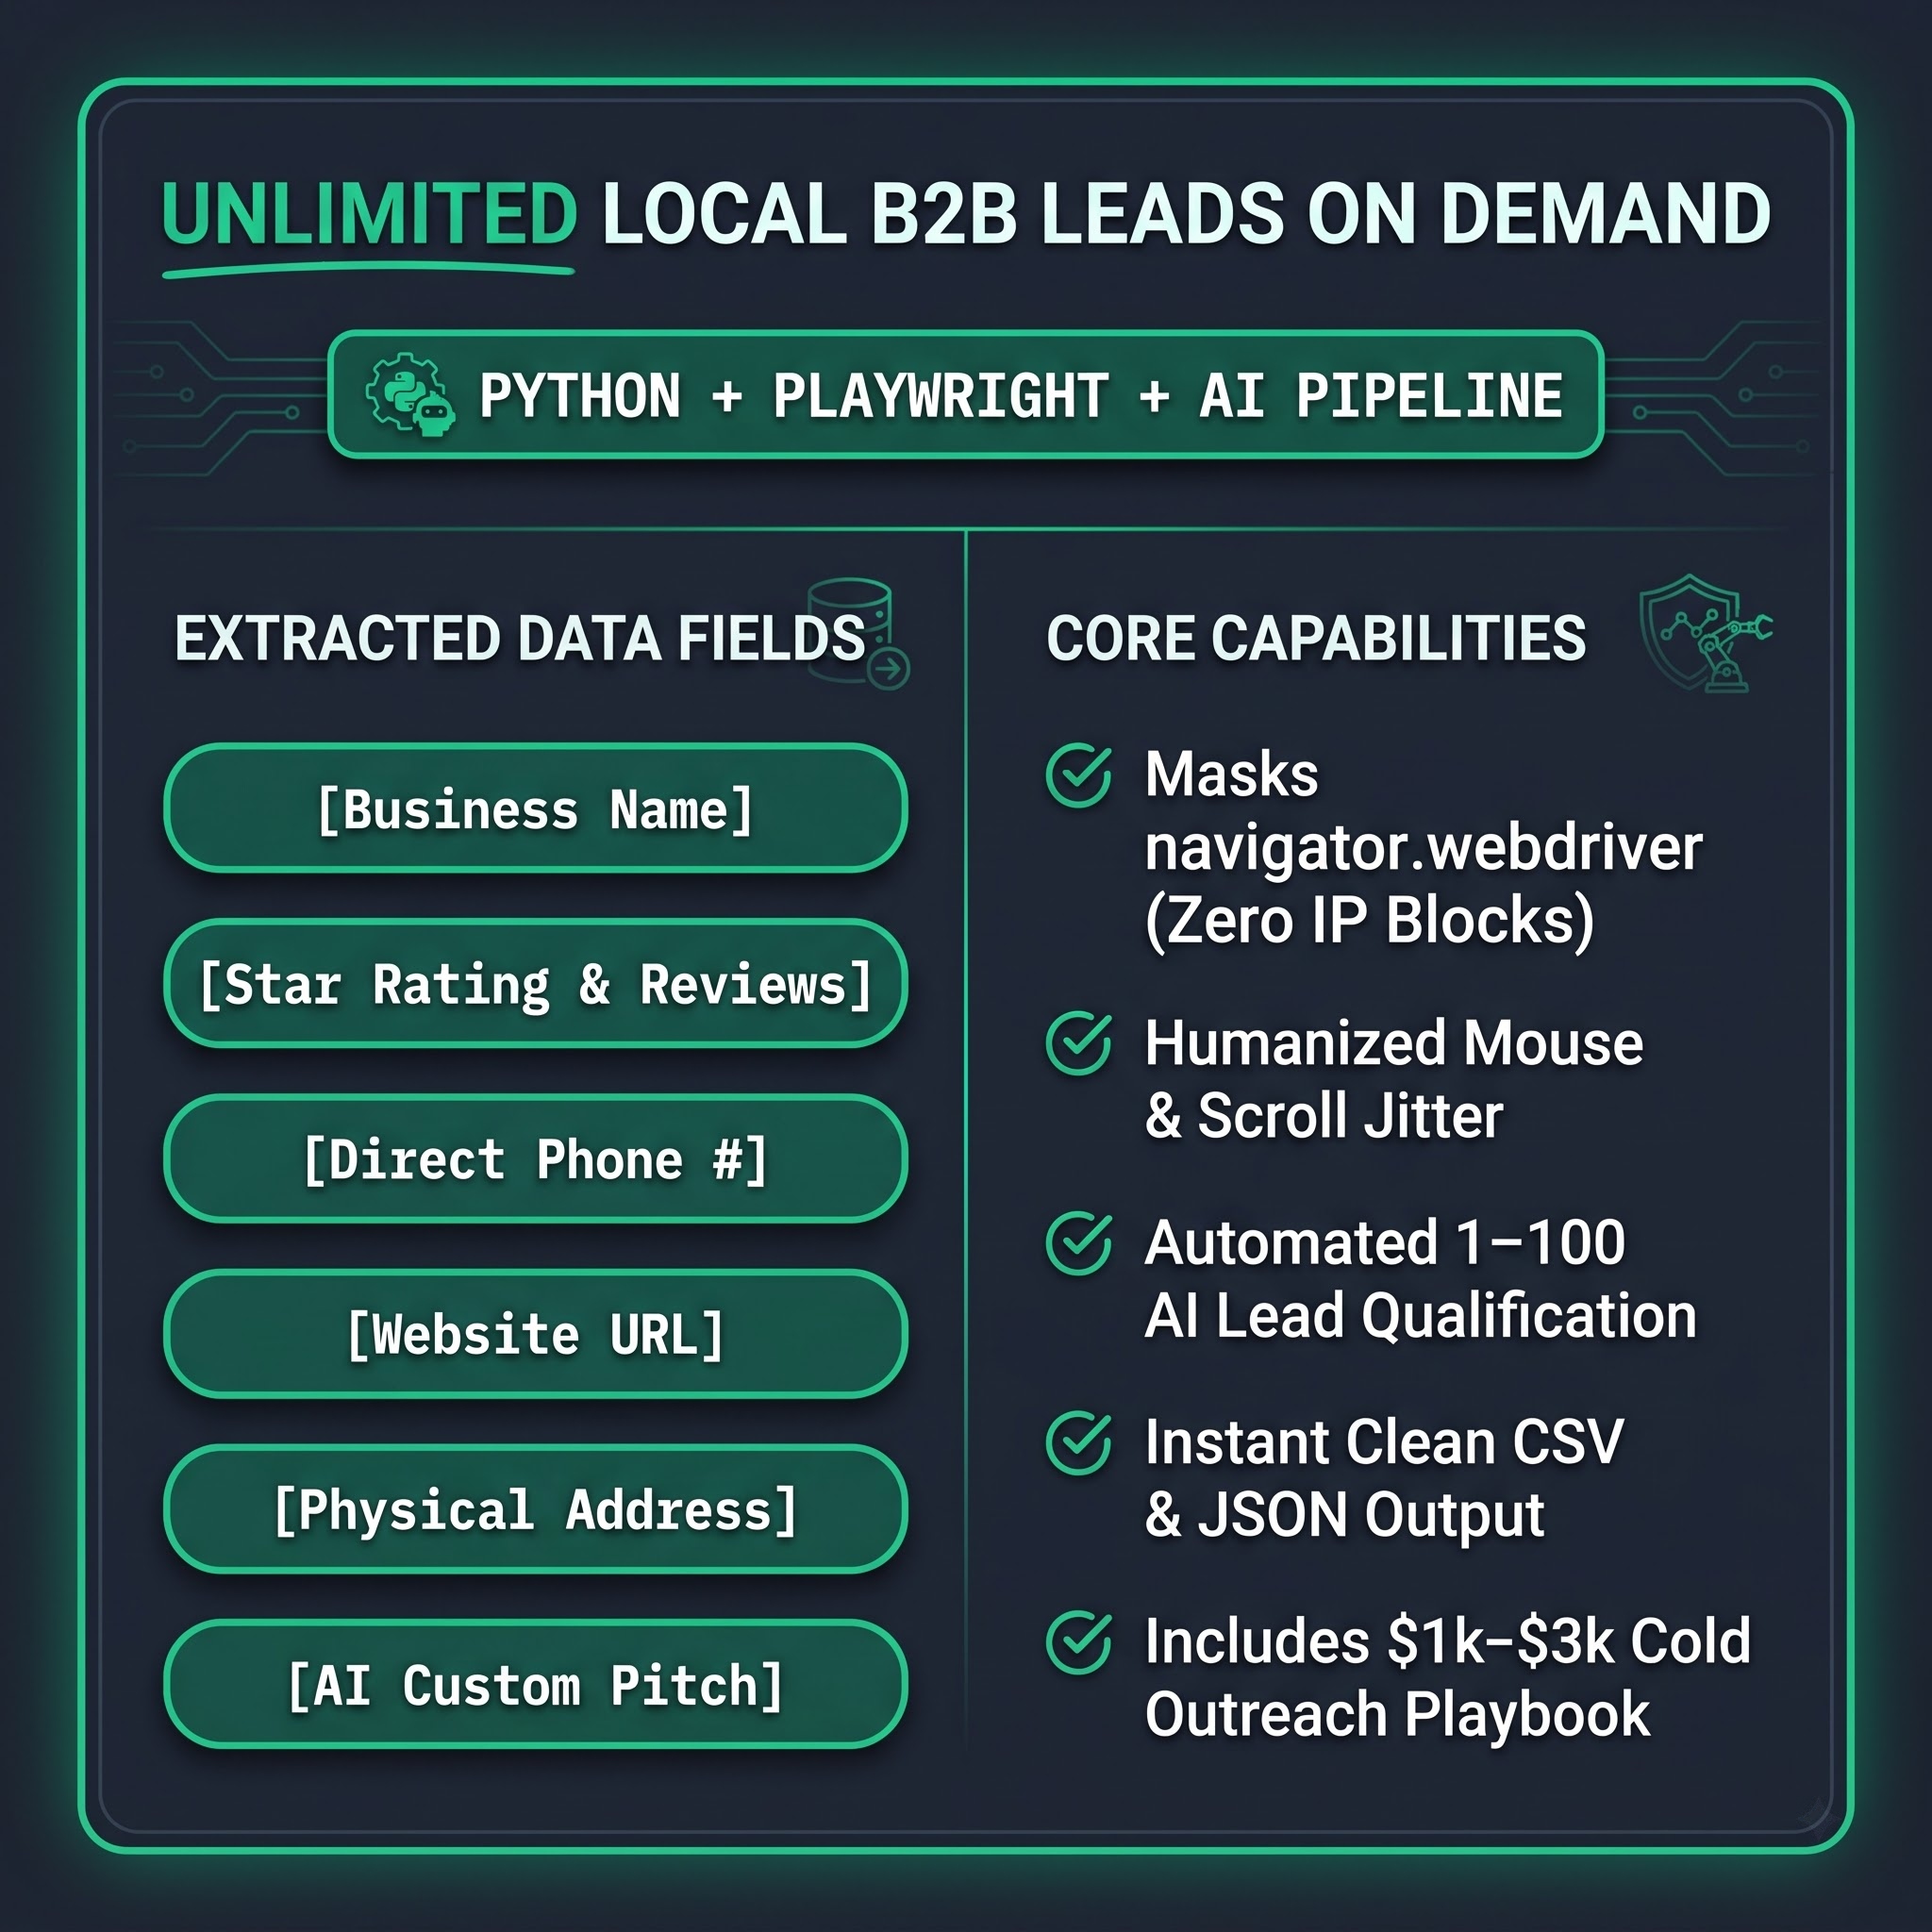 UNLIMITED LOCAL B2B LEADS ON DEMAND
PYTHON + PLAYWRIGHT + AI PIPELINE
EXTRACTED DATA FIELDS
[Business Name]
[Star Rating & Reviews]
[Direct Phone #]
[Website URL]
[Physical Address]
[AI Custom Pitch]
CORE CAPABILITIES
Masks
navigator.webdriver
(Zero IP Blocks)
Humanized Mouse
& Scroll Jitter
Automated 1–100
AI Lead Qualification
Instant Clean CSV
& JSON Output
Includes $1k–$3k Cold
Outreach Playbook